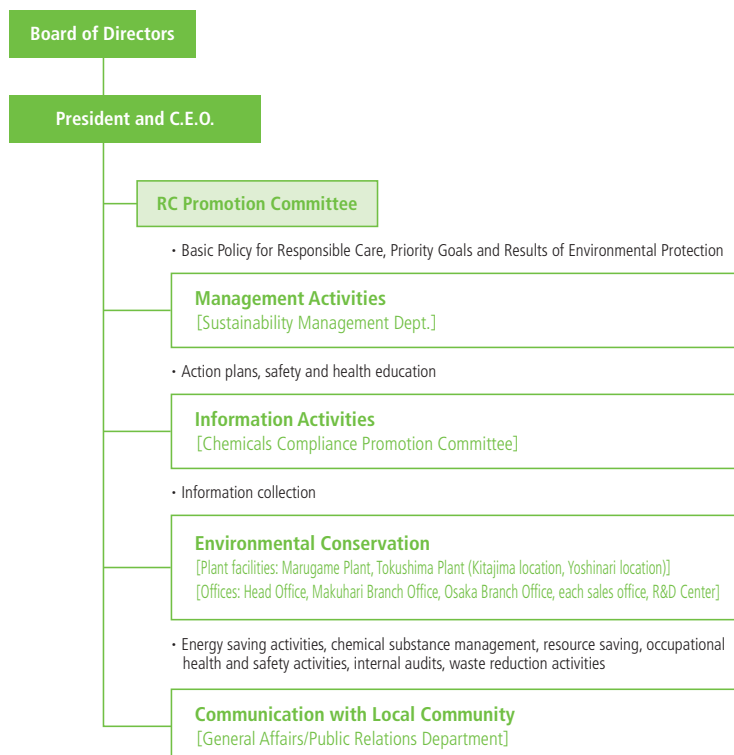 Board of Directors
President and C.E.O.
RC Promotion Committee
・Basic Policy for Responsible Care, Priority Goals and Results of Environmental Protection
Management Activities
[Sustainability Management Dept.]
・Action plans, safety and health education
Information Activities
[Chemicals Compliance Promotion Committee]
・Information collection
Environmental Conservation
[Plant facilities: Marugame Plant, Tokushima Plant (Kitajima location, Yoshinari location)]
[Offices: Head Office, Makuhari Branch Office, Osaka Branch Office, each sales office, R&D Center]
・Energy saving activities, chemical substance management, resource saving, occupational
health and safety activities, internal audits, waste reduction activities
Communication with Local Community
[General Affairs/Public Relations Department]